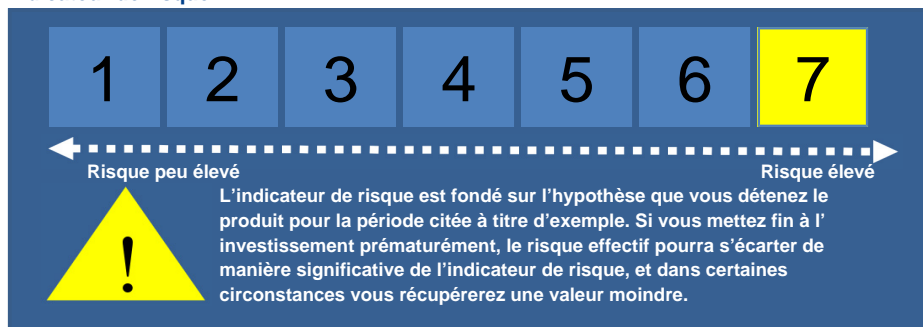 1 2 3 4 5 6 7
Risque peu élevé Risque élevé
L'indicateur de risque est fondé sur l'hypothèse que vous détenez le
produit pour la période citée à titre d'exemple. Si vous mettez fin à l'
investissement prématurément, le risque effectif pourra s'écarter de
manière significative de l'indicateur de risque, et dans certaines
circonstances vous récupérerez une valeur moindre.
!